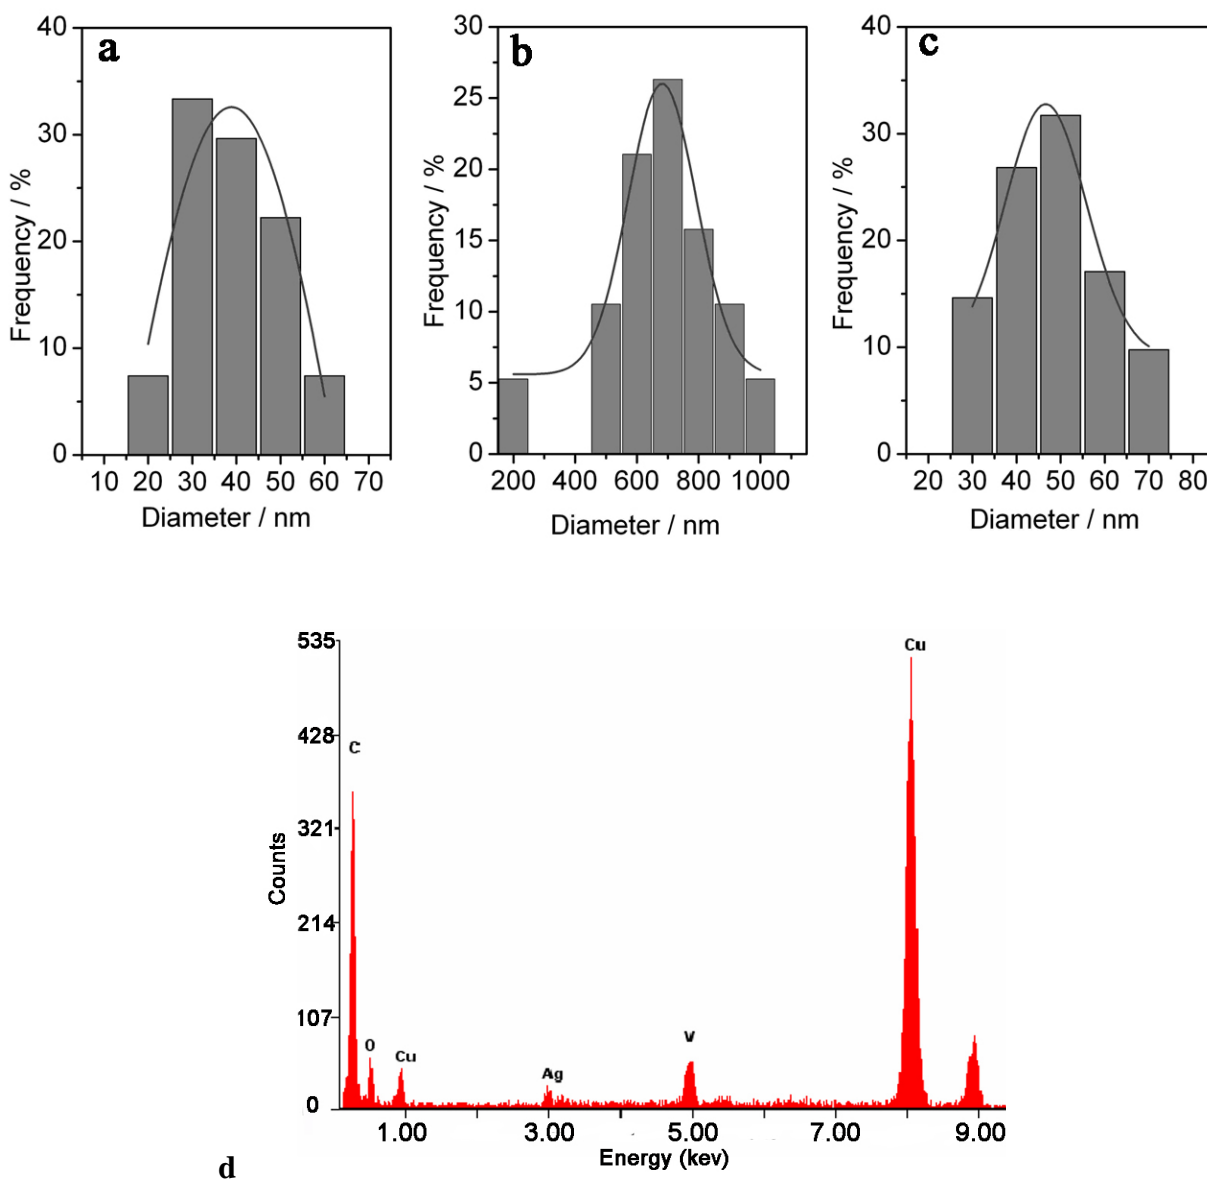 a
40
30
20
10
0
Frequency / %
10 20 30 40 50 60 70
Diameter / nm
b
30
25
20
15
10
5
0
Frequency / %
200 400 600 800 1000
Diameter / nm
c
40
30
20
10
0
Frequency / %
20 30 40 50 60 70 80
Diameter / nm
535
428
321
214
107
0
Counts
C
O
Cu
Ag
V
Cu
1.00 3.00 5.00 7.00 9.00
Energy (kev)
d